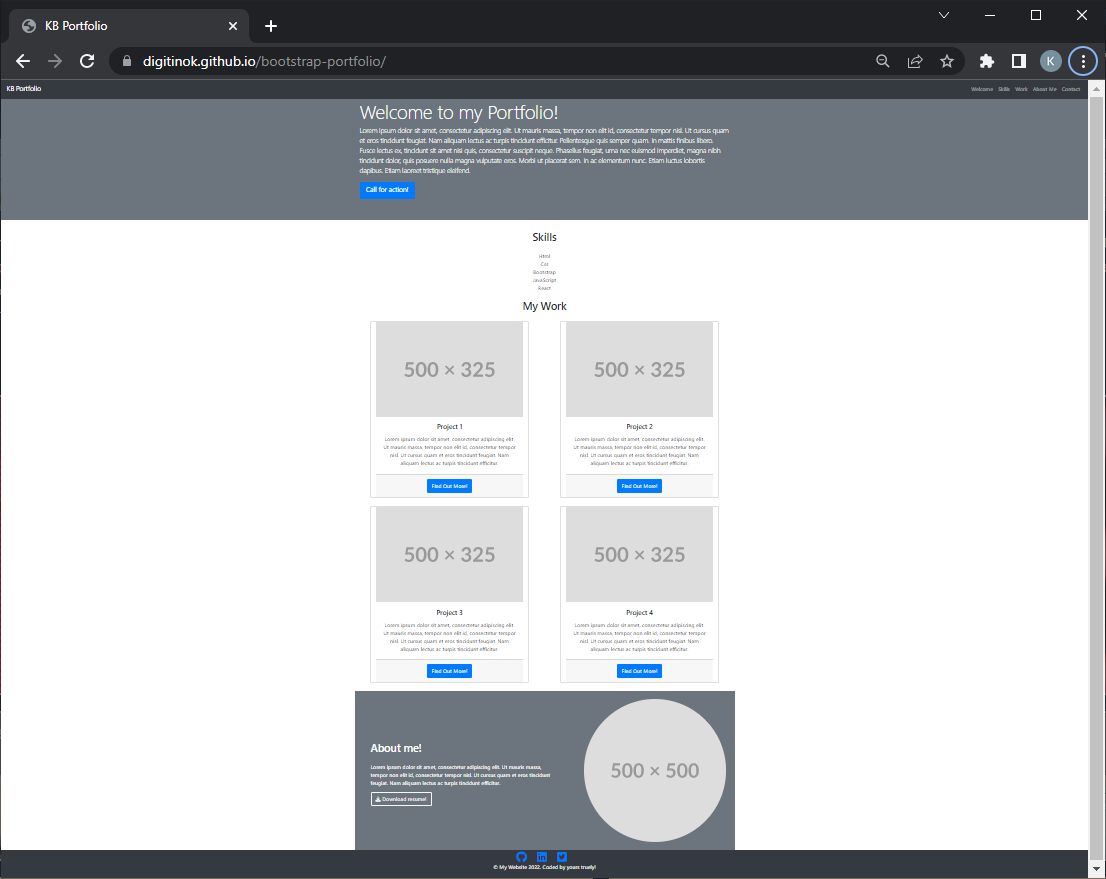 KB Portfolio
digitinok.github.io/bootstrap-portfolio/
K
KB Portfolio
Welcome Skills Work About Me Contact
Welcome to my Portfolio!
Lorem ipsum dolor sit amet, consectetur adipiscing elit. Ut mauris massa, tempor non elit id, consectetur tempor nisl. Ut cursus quam
et eros tincidunt feugiat. Nam aliquam lectus ac turpis tincidunt efficitur. Pellentesque quis semper quam. In mattis finibus libero.
Fusce lectus ex, tincidunt sit amet nisi quis, consectetur suscipit neque. Phasellus feugiat, urna nec euismod imperdiet, magna nibh
tincidunt dolor, quis posuere nulla magna vulputate eros. Morbi ut placerat sem. In ac elementum nunc. Etiam luctus lobortis
dapibus. Etiam laoreet tristique eleifend.
Call for action!
Skills
Html
Css
Bootstrap
JavaScript
React
My Work
500 × 325
Project 1
Lorem ipsum dolor sit amet, consectetur adipiscing elit.
Ut mauris massa, tempor non elit id, consectetur tempor
nisl. Ut cursus quam et eros tincidunt feugiat. Nam
aliquam lectus ac turpis tincidunt efficitur.
Find Out More!
500 × 325
Project 2
Lorem ipsum dolor sit amet, consectetur adipiscing elit.
Ut mauris massa, tempor non elit id, consectetur tempor
nisl. Ut cursus quam et eros tincidunt feugiat. Nam
aliquam lectus ac turpis tincidunt efficitur.
Find Out More!
500 × 325
Project 3
Lorem ipsum dolor sit amet, consectetur adipiscing elit.
Ut mauris massa, tempor non elit id, consectetur tempor
nisl. Ut cursus quam et eros tincidunt feugiat. Nam
aliquam lectus ac turpis tincidunt efficitur.
Find Out More!
500 × 325
Project 4
Lorem ipsum dolor sit amet, consectetur adipiscing elit.
Ut mauris massa, tempor non elit id, consectetur tempor
nisl. Ut cursus quam et eros tincidunt feugiat. Nam
aliquam lectus ac turpis tincidunt efficitur.
Find Out More!
About me!
Lorem ipsum dolor sit amet, consectetur adipiscing elit. Ut mauris massa,
tempor non elit id, consectetur tempor nisl. Ut cursus quam et eros tincidunt
feugiat. Nam aliquam lectus ac turpis tincidunt efficitur.
Download resume!
500 × 500
© My Website 2022. Coded by yours truely!